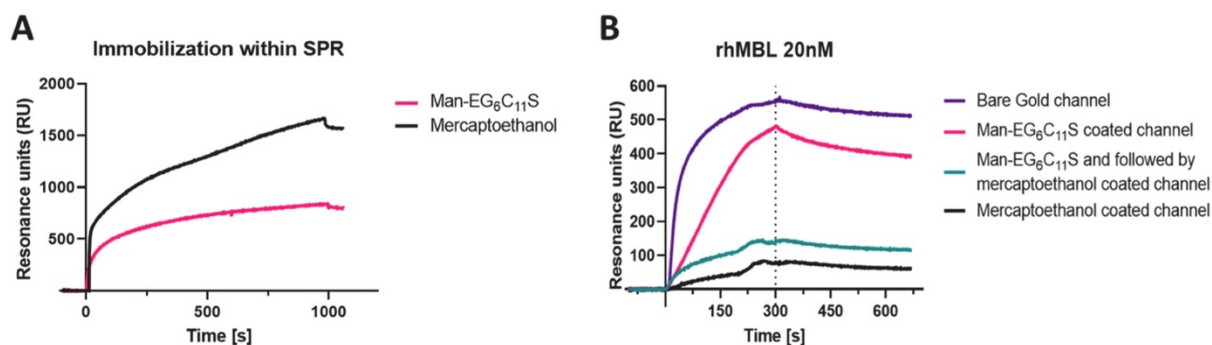 A
Immobilization within SPR
Resonance units (RU)
2000
1500
1000
500
0
500
1000
Time [s]
Man-EG₆C₁₁S
Mercaptoethanol
B
rhMBL 20nM
Resonance units (RU)
600
500
400
300
200
100
150
300
450
600
Time [s]
Bare Gold channel
Man-EG₆C₁₁S coated channel
Man-EG₆C₁₁S and followed by
mercaptoethanol coated channel
Mercaptoethanol coated channel